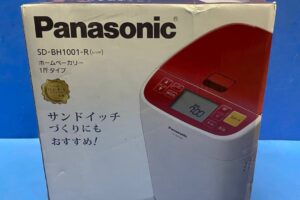 Panasonic
SD-BH1001-R
ホームベーカリー
1斤タイプ
サンドイッチ
づくりにも
おすすめ!
Panasonic